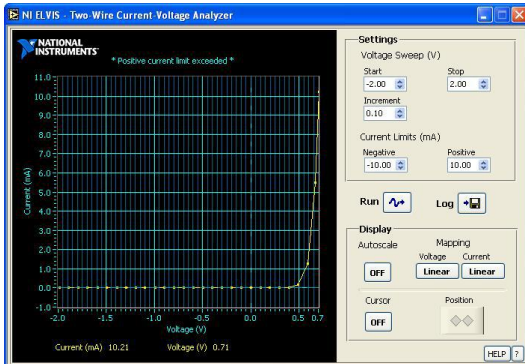 NI ELVIS - Two-Wire Current-Voltage Analyzer
NATIONAL
INSTRUMENTS
* Positive current limit exceeded *
11.0
10.0
9.0
8.0
7.0
6.0
5.0
4.0
3.0
2.0
1.0
0.0
-1.0
Current (mA)
-2.0 -1.5 -1.0 -0.5 0.0 0.5 0.7
Voltage (V)
Current (mA) 10.21 Voltage (V) 0.71
Settings
Voltage Sweep (V)
Start Stop
-2.00 2.00
Increment
0.10
Current Limits (mA)
Negative Positive
-10.00 10.00
Run Log
Display
Autoscale Mapping
Voltage Current
OFF Linear Linear
Cursor Position
OFF
HELP ?